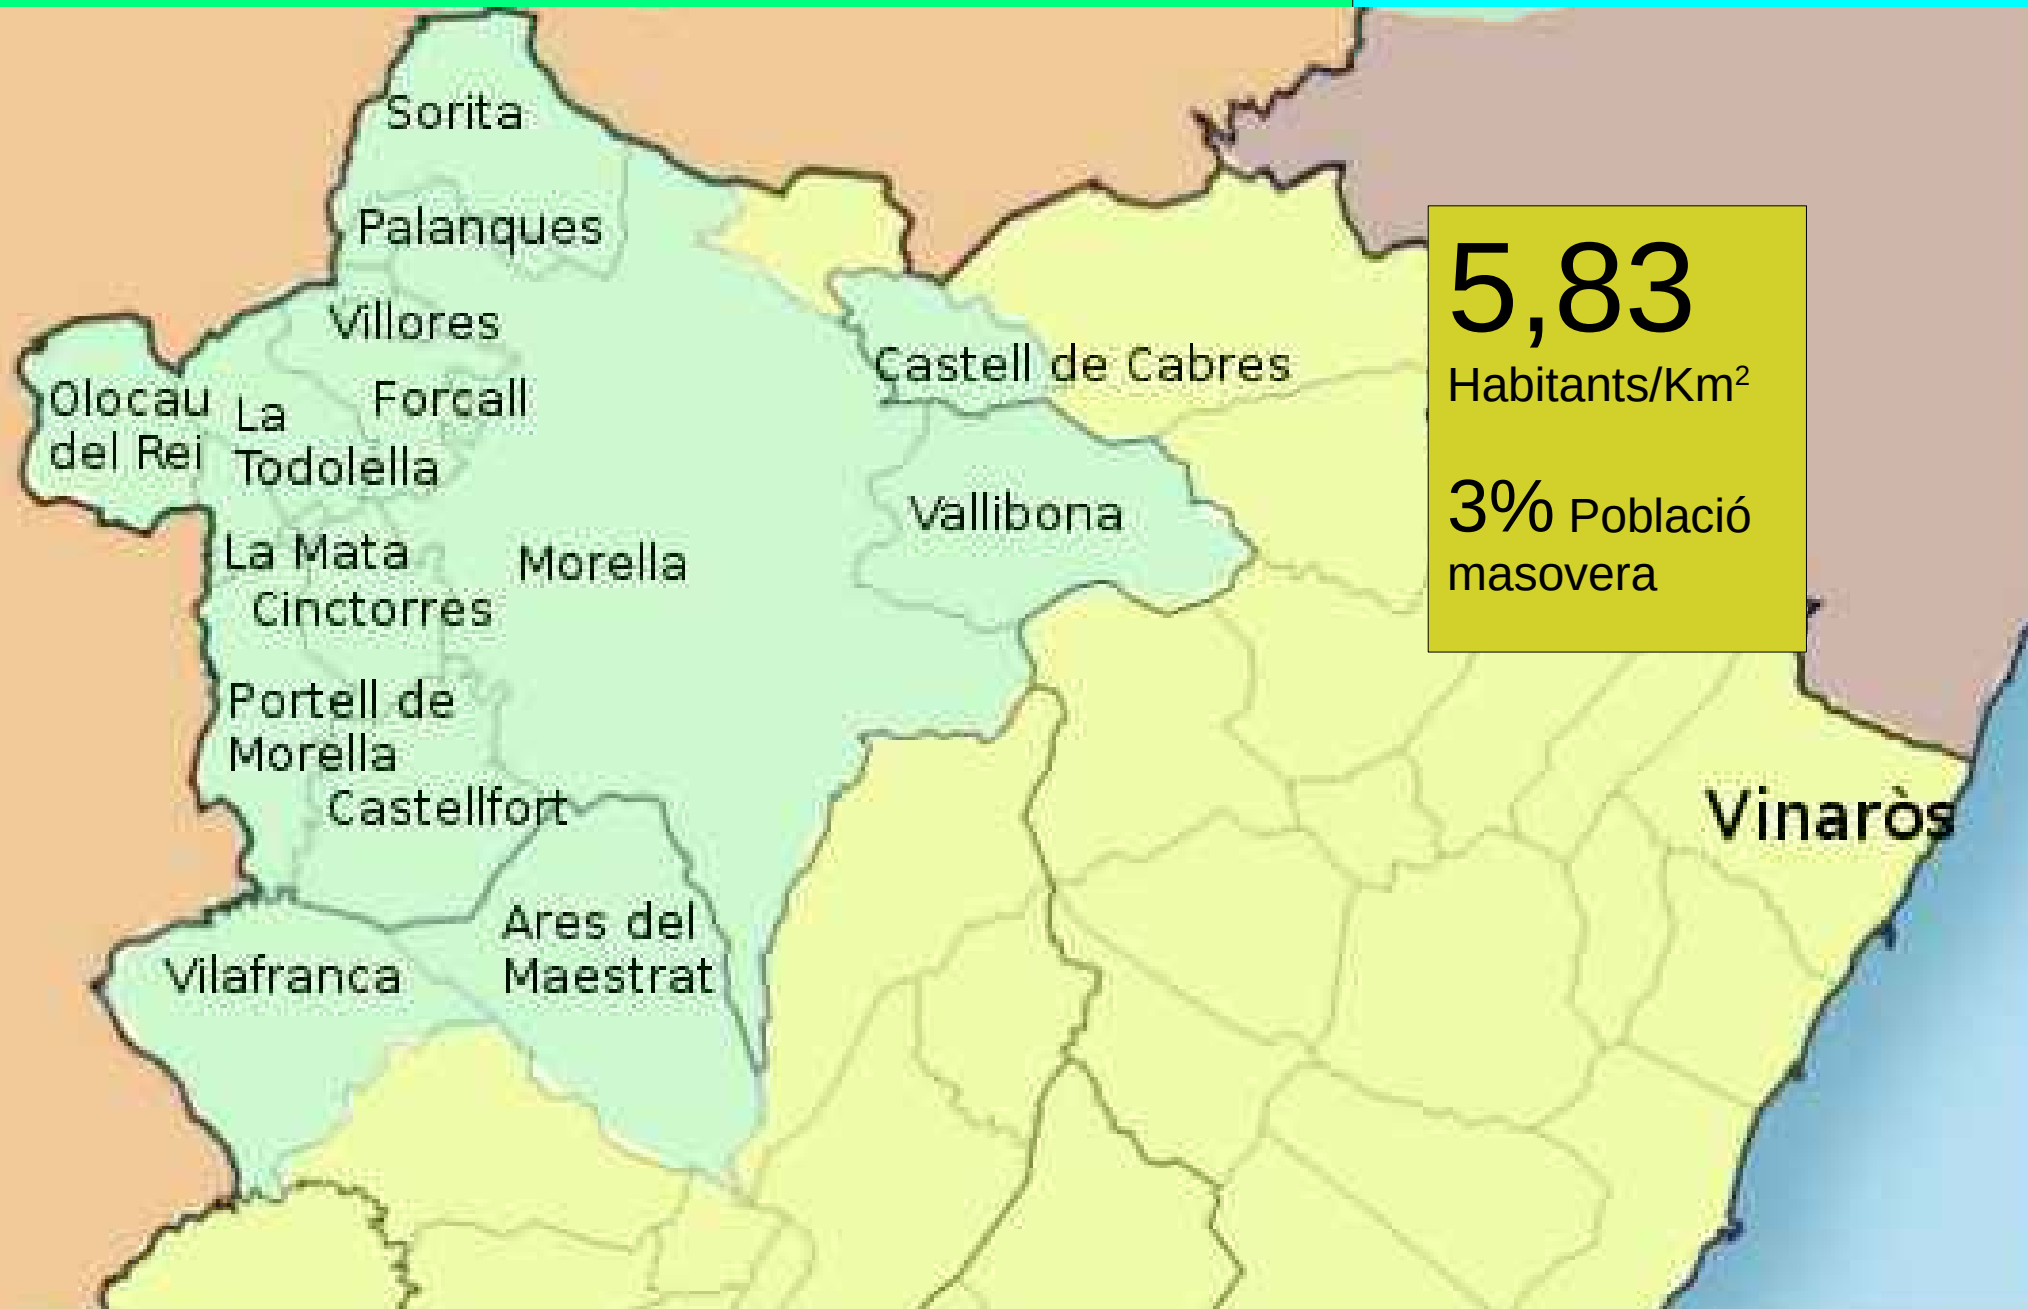 Sorita
Palanques
Villores
Olocau
del Rei
La
Todolella
Forcall
Castell de Cabres
Vallibona
La Mata
Morella
Cinctorres
Portell de
Morella
Castellfort
Ares del
Maestrat
Vilafranca
Vinaròs
5,83
Habitants/Km²
3% Població
masovera